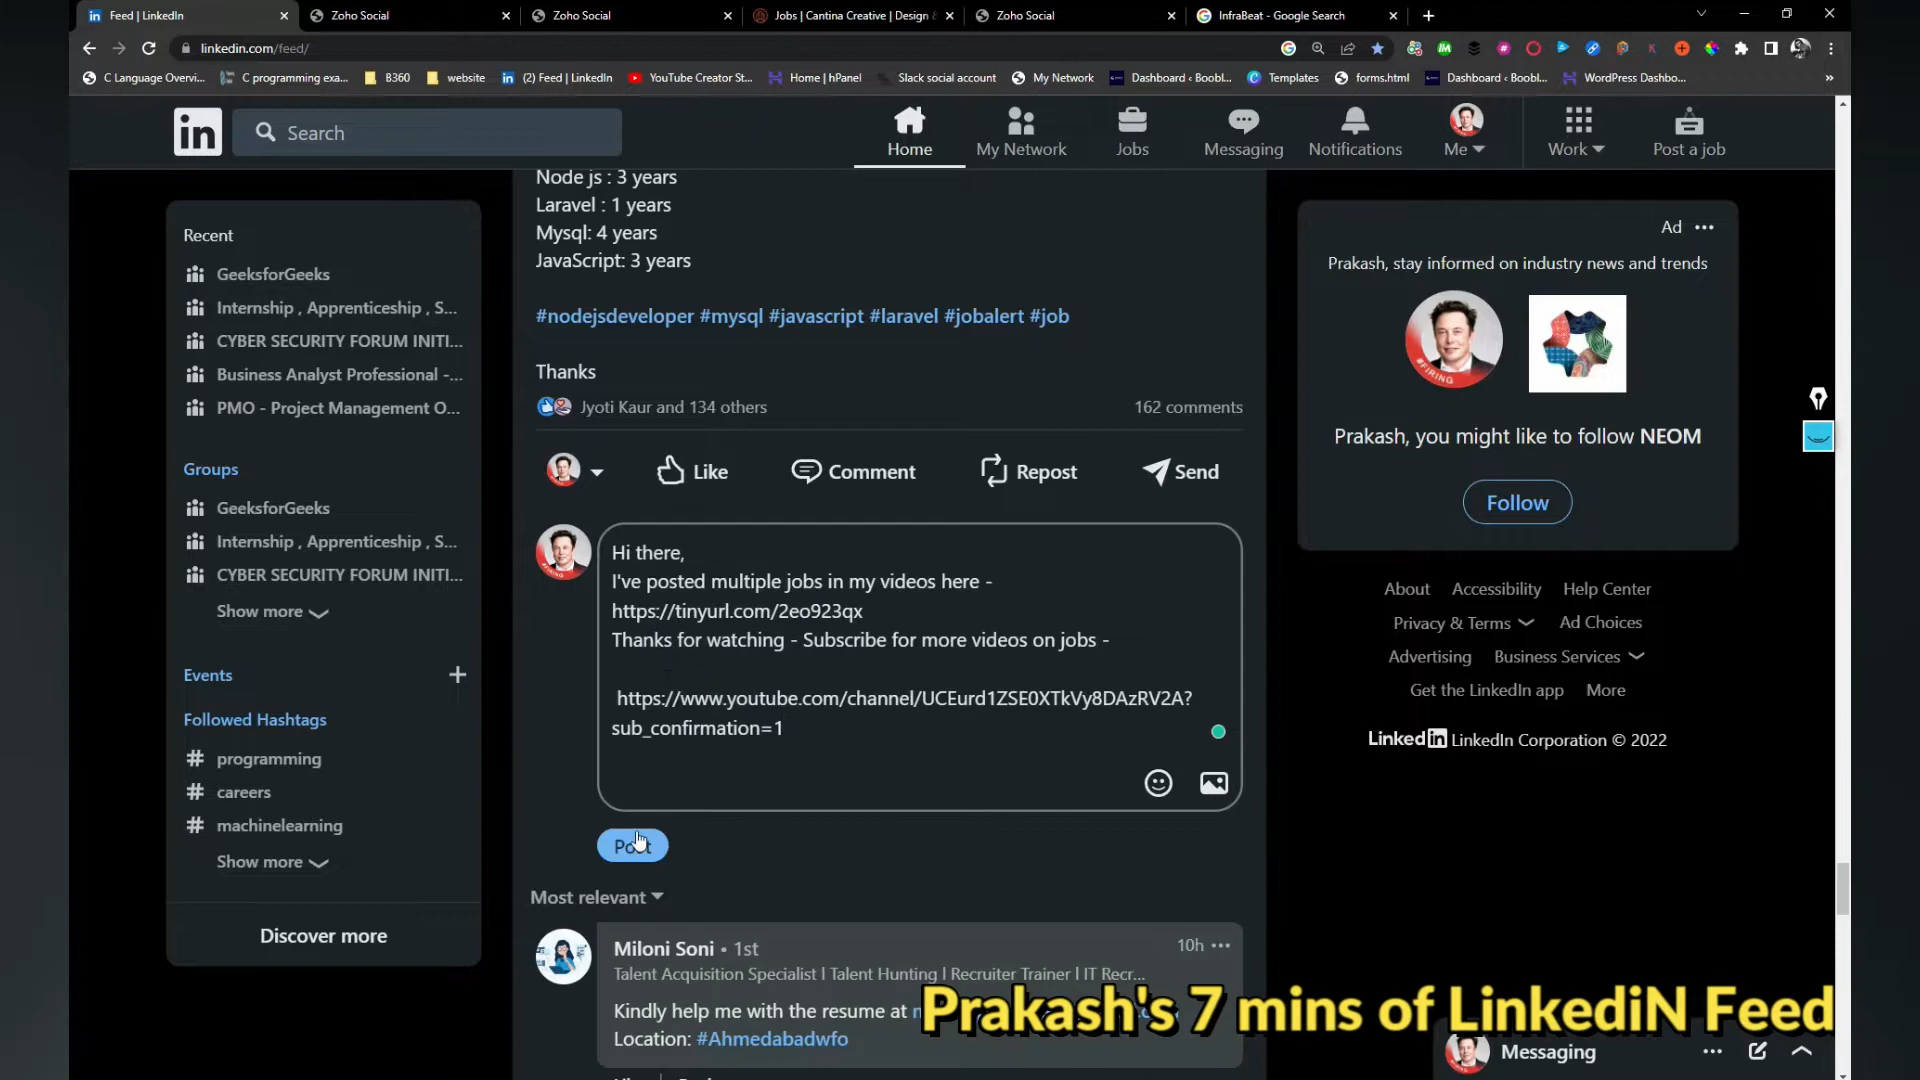 Feed | LinkedIn
Zoho Social
Zoho Social
Jobs | Cantina Creative | Design &
Zoho Social
InfraBeat - Google Search
linkedin.com/feed/
C Language Overvi...
C programming exa...
B360
website
(2) Feed | LinkedIn
YouTube Creator St...
Home | hPanel
Slack social account
My Network
Dashboard ‹ Boobl...
Templates
forms.html
Dashboard ‹ Boobl...
WordPress Dashbo...
»
in
Search
Home
My Network
Jobs
Messaging
Notifications
Me
Work
Post a job
Recent
GeeksforGeeks
Internship , Apprenticeship , S...
CYBER SECURITY FORUM INITI...
Business Analyst Professional -...
PMO - Project Management O...
Groups
GeeksforGeeks
Internship , Apprenticeship , S...
CYBER SECURITY FORUM INITI...
Show more
Events
Followed Hashtags
# programming
# careers
# machinelearning
Show more
Discover more
Node js : 3 years
Laravel : 1 years
Mysql: 4 years
JavaScript: 3 years
#nodejsdeveloper #mysql #javascript #laravel #jobalert #job
Thanks
Jyoti Kaur and 134 others
162 comments
Like
Comment
Repost
Send
Hi there,
I've posted multiple jobs in my videos here -
https://tinyurl.com/2eo923qx
Thanks for watching - Subscribe for more videos on jobs -
https://www.youtube.com/channel/UCEurd1ZSE0XTkVy8DAzRV2A?
sub_confirmation=1
Post
Most relevant
Miloni Soni • 1st
10h
Talent Acquisition Specialist l Talent Hunting l Recruiter Trainer l IT Recr...
Kindly help me with the resume at
Location: #Ahmedabadwfo
Ad
Prakash, stay informed on industry news and trends
#FIRING
Prakash, you might like to follow NEOM
Follow
About
Accessibility
Help Center
Privacy & Terms
Ad Choices
Advertising
Business Services
Get the LinkedIn app
More
LinkedIn LinkedIn Corporation © 2022
Prakash's 7 mins of LinkediN Feed
Messaging